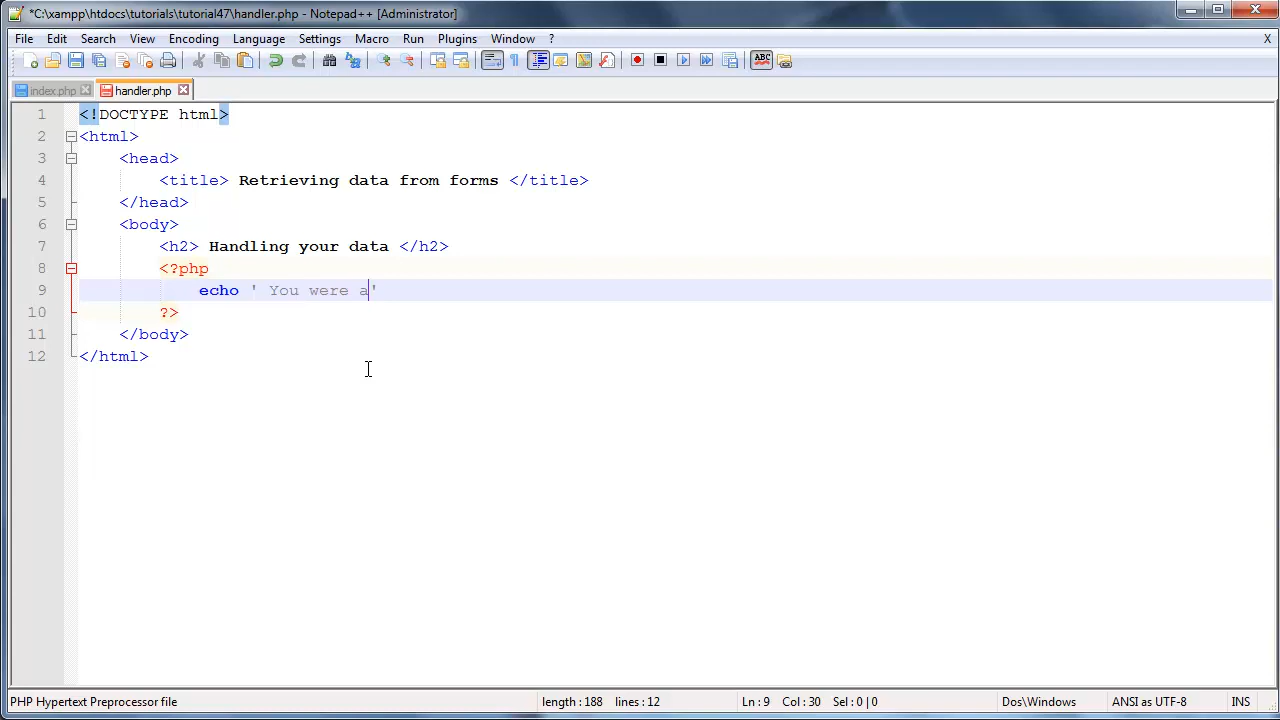 *C:\xampp\htdocs\tutorials\tutorial47\handler.php - Notepad++ [Administrator]
File Edit Search View Encoding Language Settings Macro Run Plugins Window ? X
index.php handler.php
1 <!DOCTYPE html>
2 <html>
3 <head>
4 <title> Retrieving data from forms </title>
5 </head>
6 <body>
7 <h2> Handling your data </h2>
8 <?php
9 echo ' You were a'
10 ?>
11 </body>
12 </html>
PHP Hypertext Preprocessor file length : 188 lines : 12 Ln : 9 Col : 30 Sel : 0 | 0 Dos\Windows ANSI as UTF-8 INS